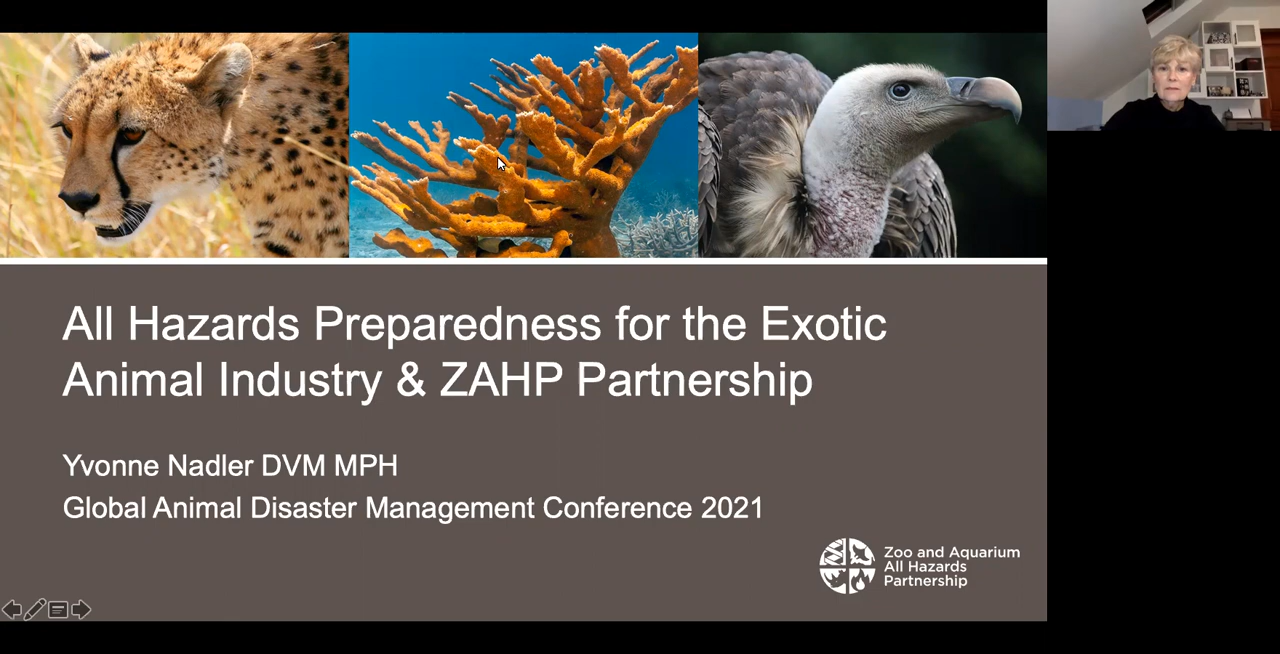 All Hazards Preparedness for the Exotic
Animal Industry & ZAHP Partnership
Yvonne Nadler DVM MPH
Global Animal Disaster Management Conference 2021
Zoo and Aquarium
All Hazards
Partnership